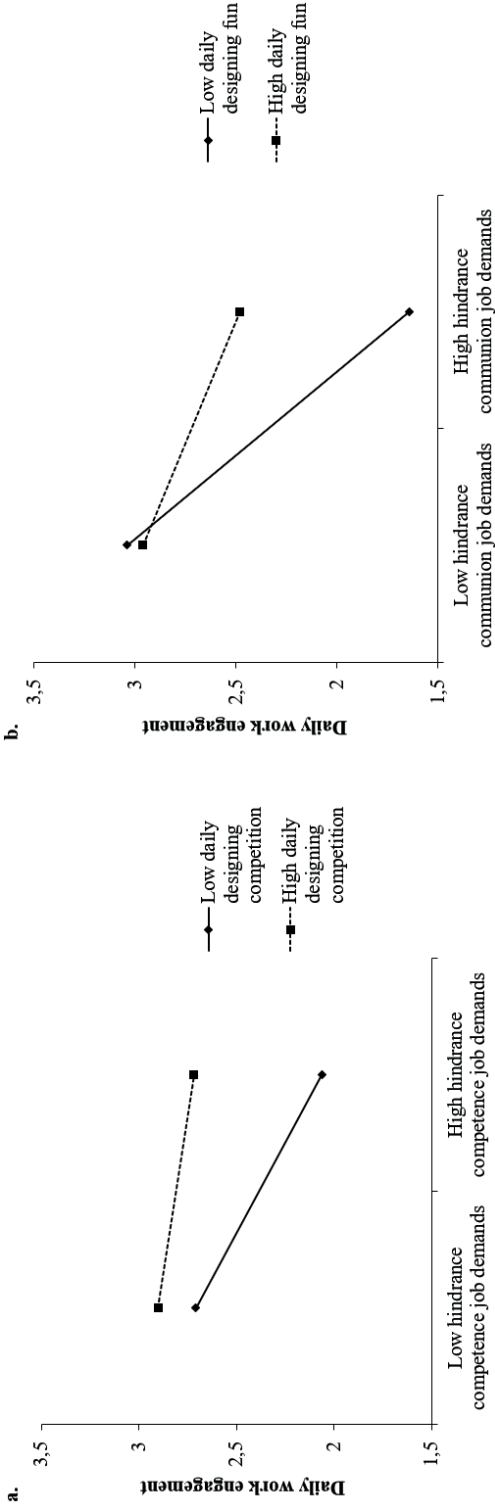 a.
3,5
3
2,5
2
1,5
Daily work engagement
Low hindrance
competence job demands
High hindrance
competence job demands
Low daily
designing
competition
High daily
designing
competition
b.
3,5
3
2,5
2
1,5
Daily work engagement
Low hindrance
communion job demands
High hindrance
communion job demands
Low daily
designing fun
High daily
designing fun